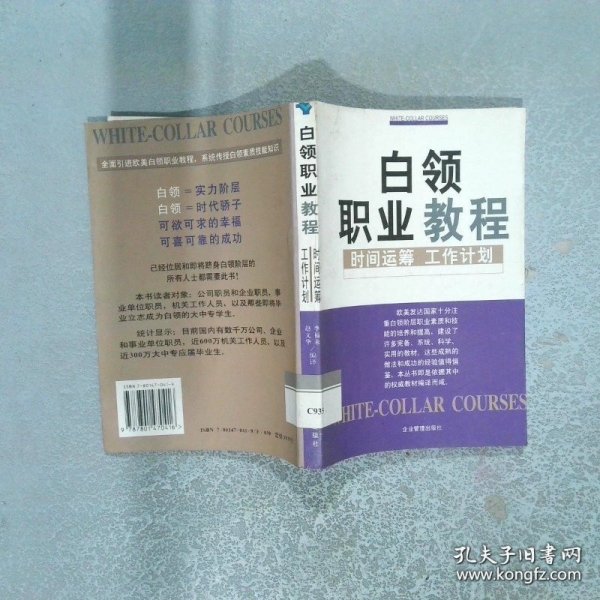 WHITE-COLLAR COURSES
全面引进欧美白领职业教程，系统传授白领素质技能知识
白领＝实力阶层
白领＝时代骄子
可欲可求的幸福
可喜可靠的成功
已经位居和即将跻身白领阶层的
所有人士都需要此书！
本书读者对象：公司职员和企业职员、事
业单位职员、机关工作人员、以及那些即将毕
业立志成为白领的大中专学生。
统计显示：目前国内有数千万公司、企业
和事业单位职员、近600万机关工作人员、以及
近300万大中专应届毕业生。
ISBN 7-80147-041-6
9 787801 470416 >
白领职业教程
时间运筹
工作计划
编译
C935
WHITE-COLLAR COURSES
白领
职业教程
时间运筹 工作计划
欧美发达国家十分注
重白领阶层职业素质和技
能的培养和提高，建设了
许多完备、系统、科学、
实用的教材，这些成熟的
做法和成功的经验值得借
鉴，本丛书即是依据其中
的权威教材编译而成。
HITE-COLLAR COURSES
企业管理出版社
孔夫子旧书网
www.kongfz.com